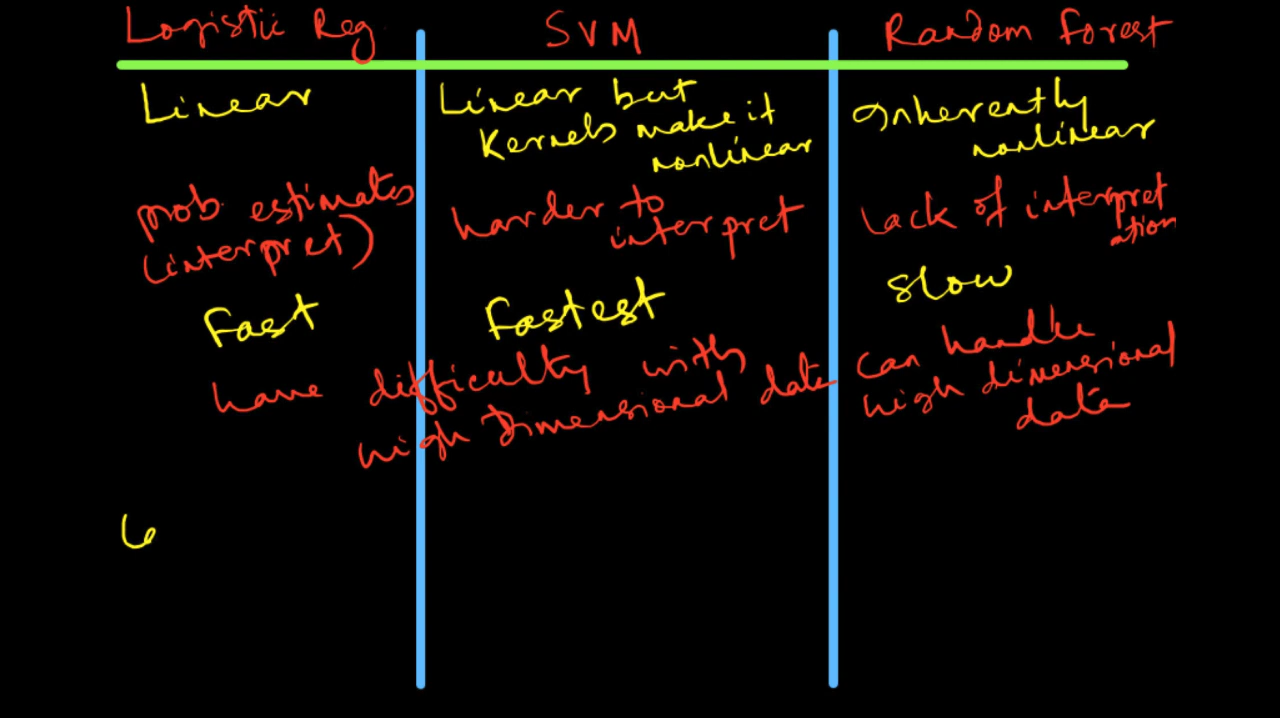 Logistic Reg
SVM
Random Forest
Linear
Linear but
Kernels make it
nonlinear
Inherently
nonlinear
prob estimates
(interpret)
harder to
interpret
lack of interpret
ation
Fast
Fastest
slow
have difficulty with
high Dimensional data
can handle
high dimensional
data